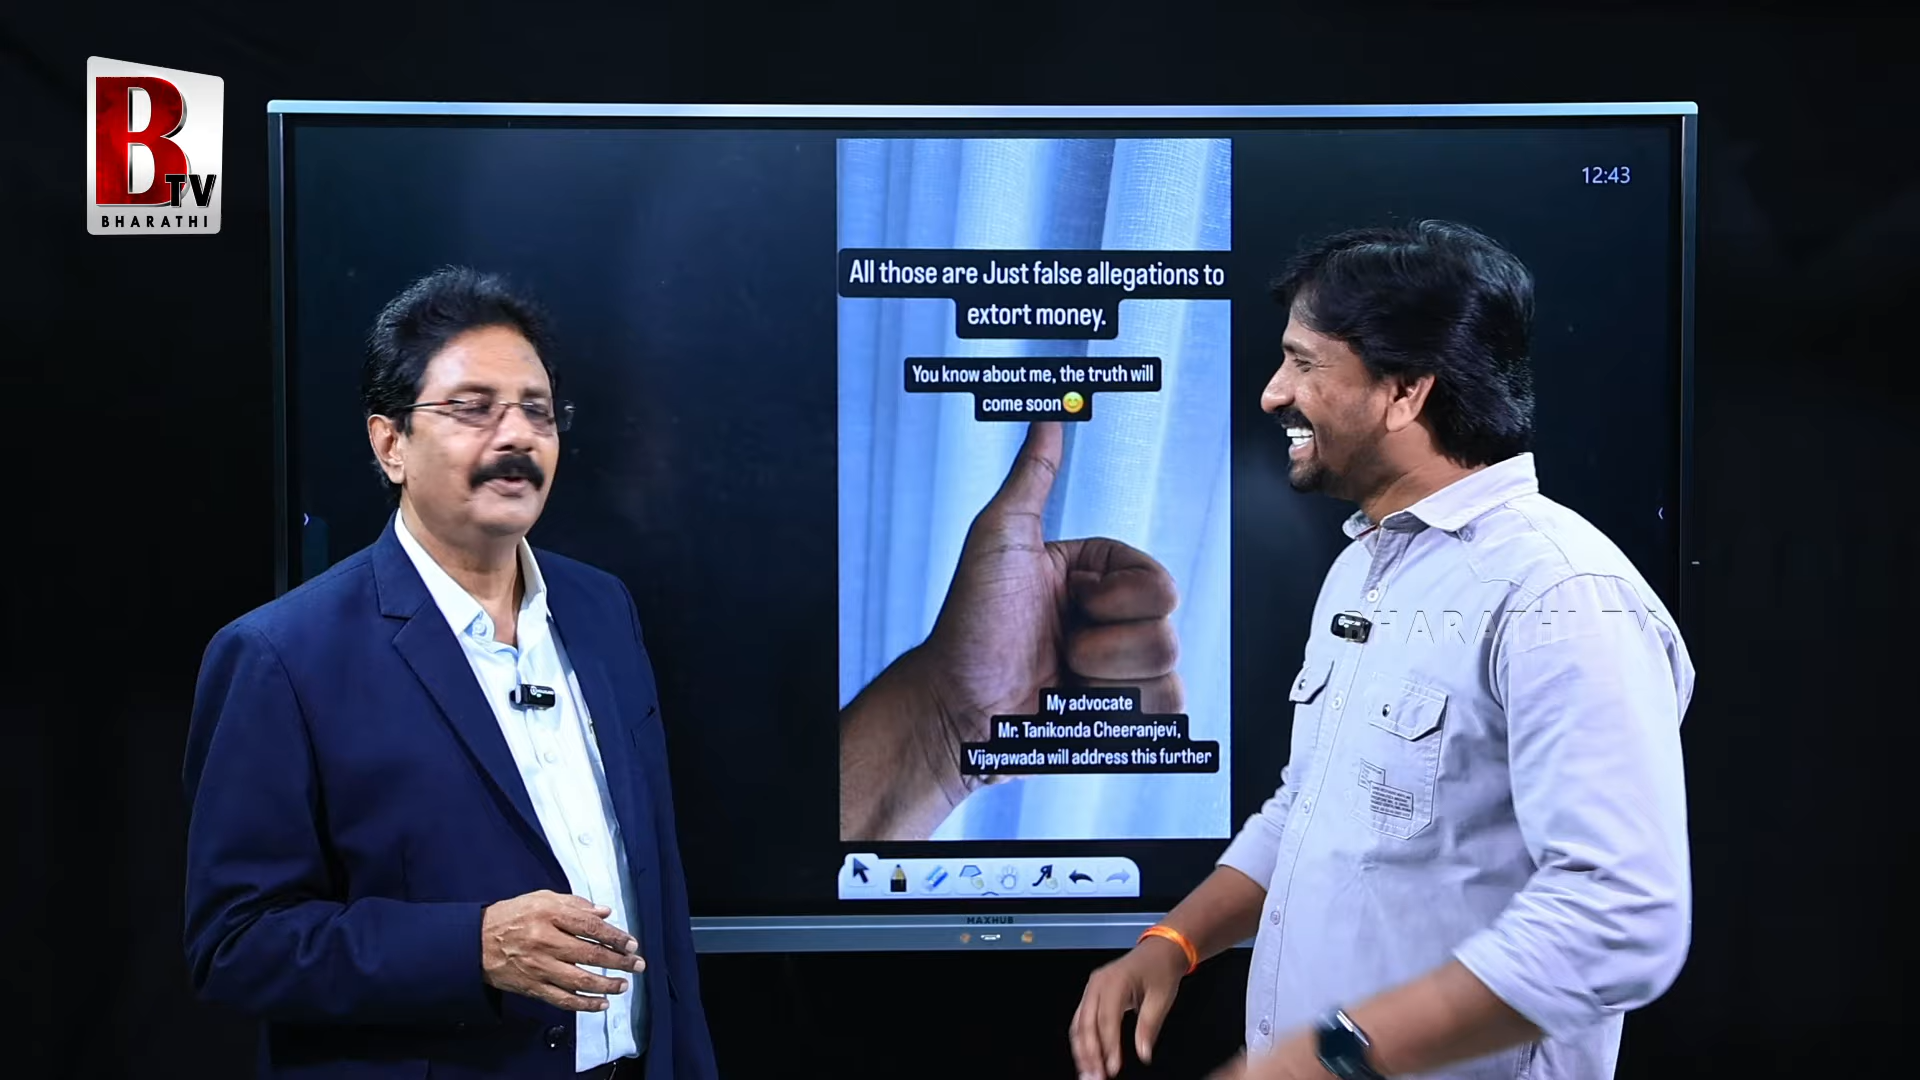 B
TV
BHARATHI
12:43
All those are Just false allegations to
extort money.
You know about me, the truth will
come soon😊
My advocate
Mr. Tanikonda Cheeranjevi,
Vijayawada will address this further
BHARATHI TV
MAXHUB